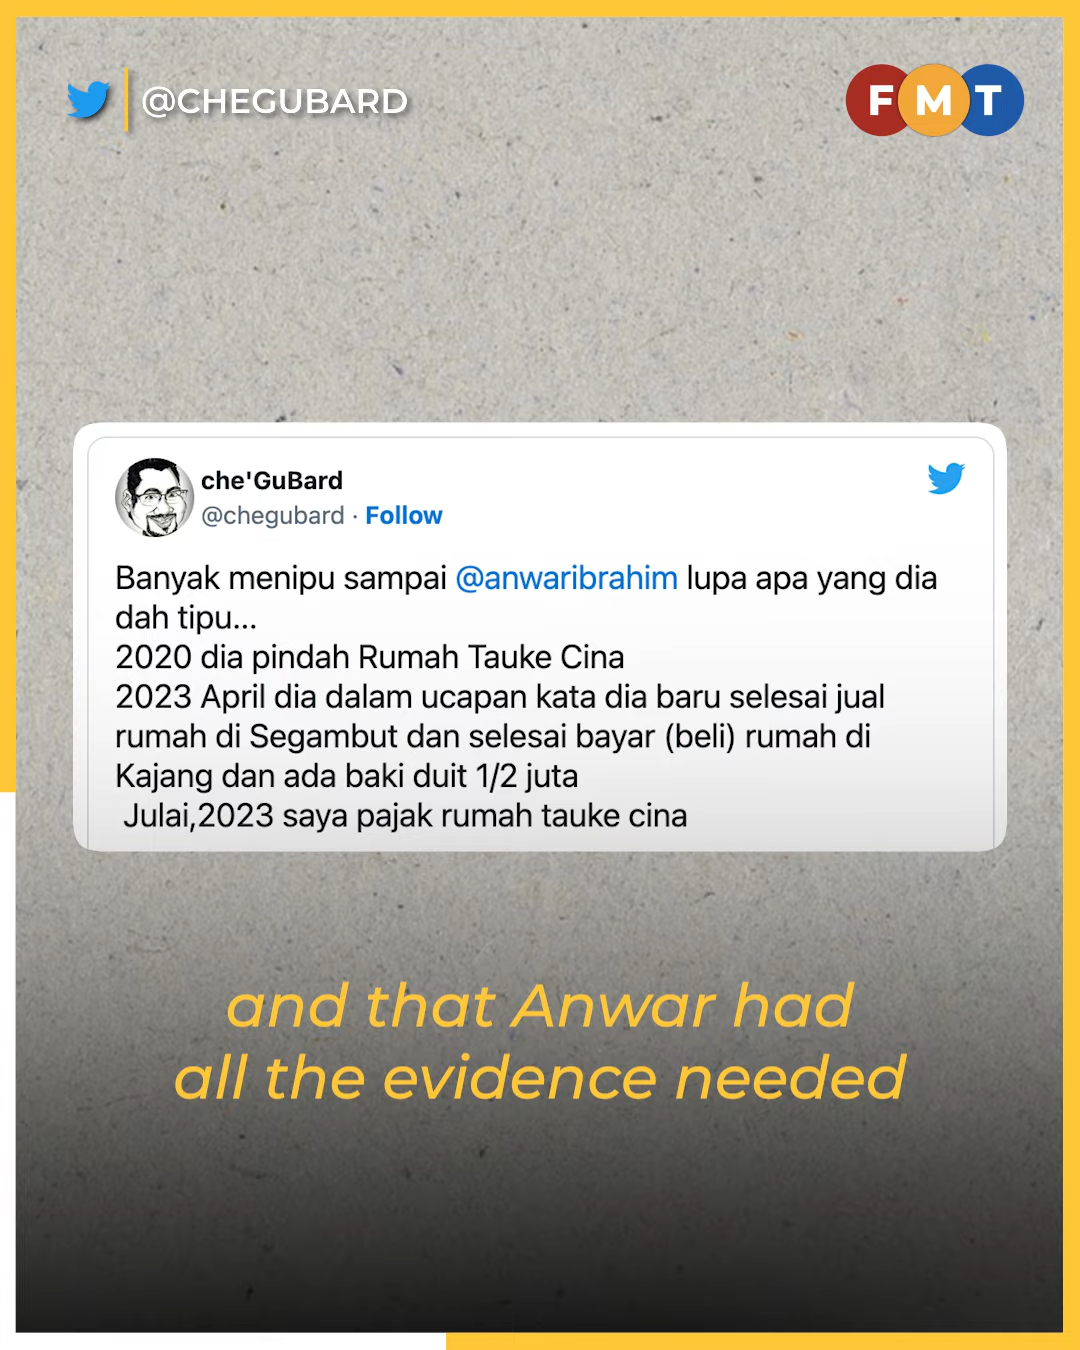 @CHEGUBARD
FMT
che'GuBard
@chegubard · Follow
Banyak menipu sampai @anwaribrahim lupa apa yang dia
dah tipu...
2020 dia pindah Rumah Tauke Cina
2023 April dia dalam ucapan kata dia baru selesai jual
rumah di Segambut dan selesai bayar (beli) rumah di
Kajang dan ada baki duit 1/2 juta
Julai,2023 saya pajak rumah tauke cina
and that Anwar had
all the evidence needed